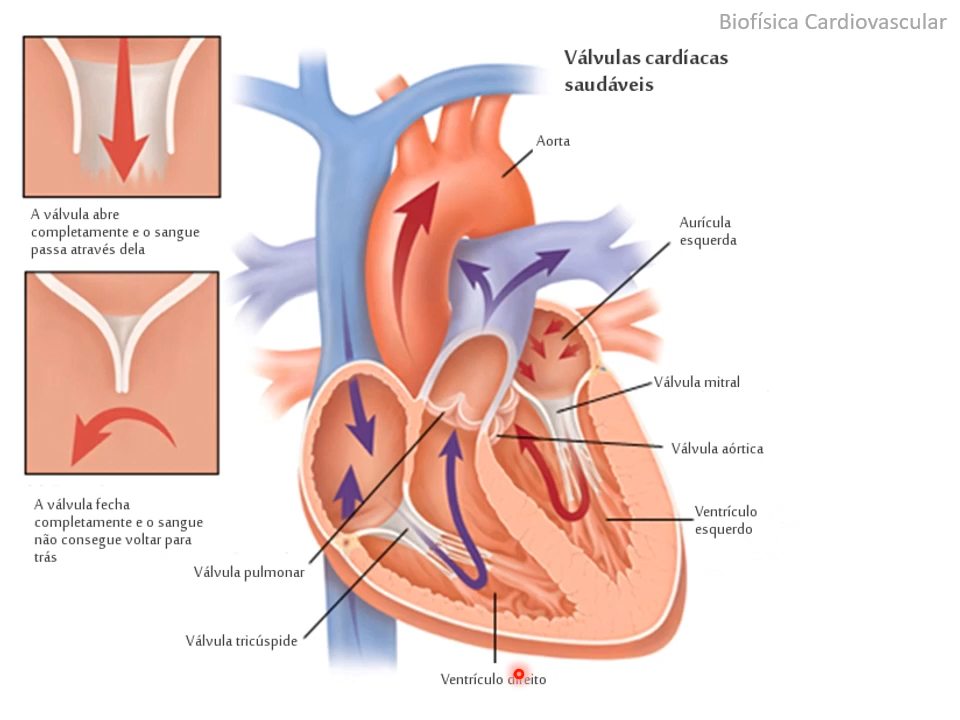 Biofísica Cardiovascular
Válvulas cardíacas
saudáveis
Aorta
A válvula abre
completamente e o sangue
passa através dela
Aurícula
esquerda
Válvula mitral
Válvula aórtica
A válvula fecha
completamente e o sangue
não consegue voltar para
trás
Ventrículo
esquerdo
Válvula pulmonar
Válvula tricúspide
Ventrículo direito